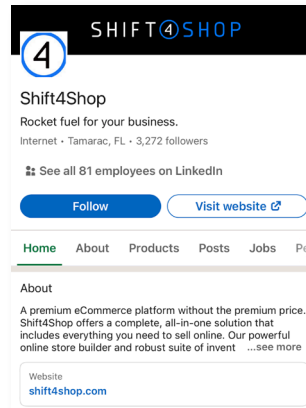 SHIFT4SHOP
4
Shift4Shop
Rocket fuel for your business.
Internet • Tamarac, FL • 3,272 followers
See all 81 employees on LinkedIn
Follow
Visit website
Home About Products Posts Jobs Pe
About
A premium eCommerce platform without the premium price.
Shift4Shop offers a complete, all-in-one solution that
includes everything you need to sell online. Our powerful
online store builder and robust suite of invent ...see more
Website
shift4shop.com